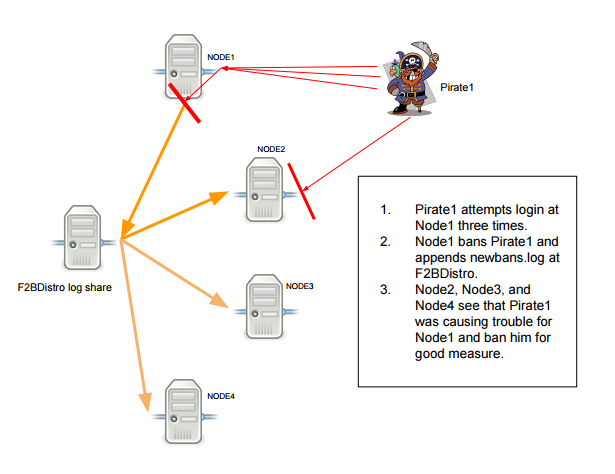 NODE1
Pirate1
NODE2
1. Pirate1 attempts login at
Node1 three times.
2. Node1 bans Pirate1 and
appends newbans.log at
F2BDistro.
3. Node2, Node3, and
Node4 see that Pirate1
was causing trouble for
Node1 and ban him for
good measure.
F2BDistro log share
NODE3
NODE4